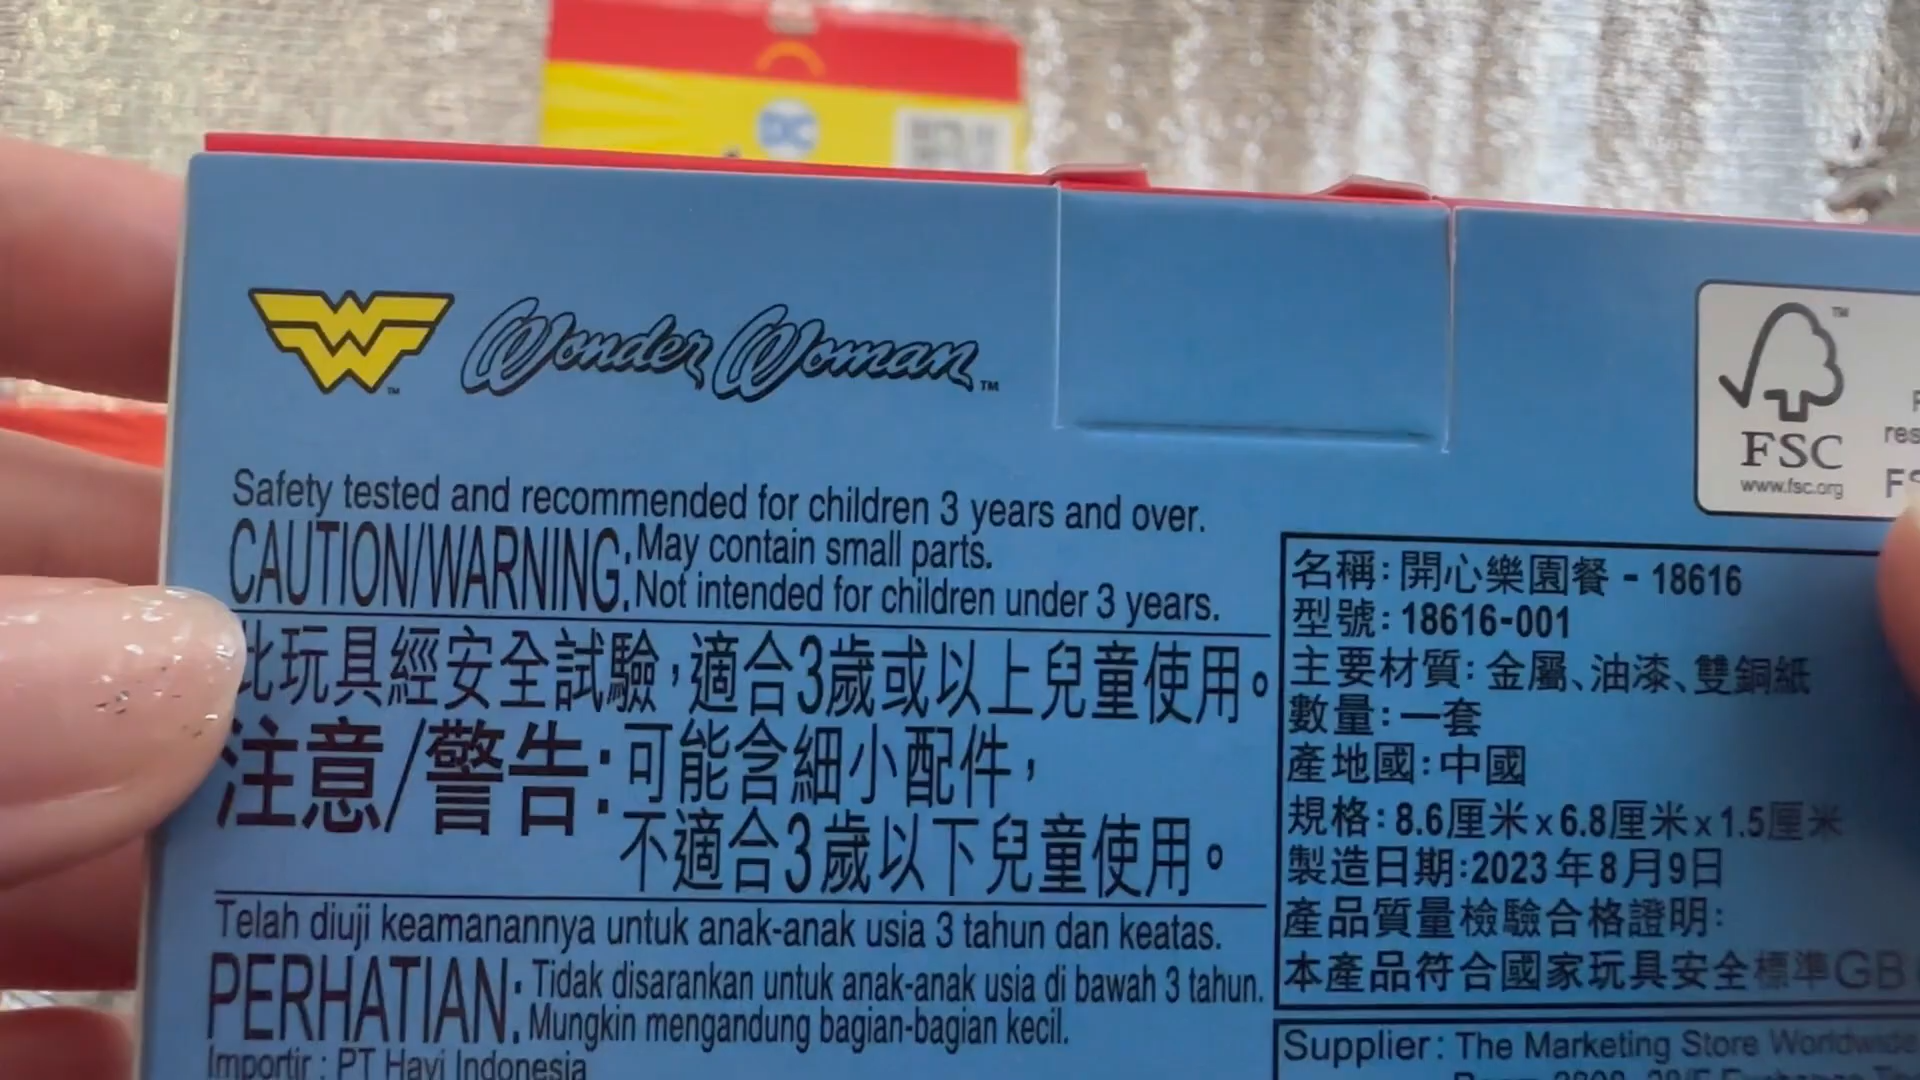 DC
Wonder Woman™
™
FSC
www.fsc.org
res
Safety tested and recommended for children 3 years and over.
CAUTION/WARNING: May contain small parts.
Not intended for children under 3 years.
此玩具經安全試驗，適合3歲或以上兒童使用。
注意/警告: 可能含細小配件，
不適合3歲以下兒童使用。
Telah diuji keamanannya untuk anak-anak usia 3 tahun dan keatas.
PERHATIAN: Tidak disarankan untuk anak-anak usia di bawah 3 tahun.
Mungkin mengandung bagian-bagian kecil.
Importir : PT Havi Indonesia
名稱: 開心樂園餐 - 18616
型號: 18616-001
主要材質: 金屬、油漆、雙銅紙
數量: 一套
產地國: 中國
規格: 8.6厘米 x 6.8厘米 x 1.5厘米
製造日期: 2023年8月9日
產品質量檢驗合格證明:
本產品符合國家玩具安全標準GB
Supplier: The Marketing Store Worldwide